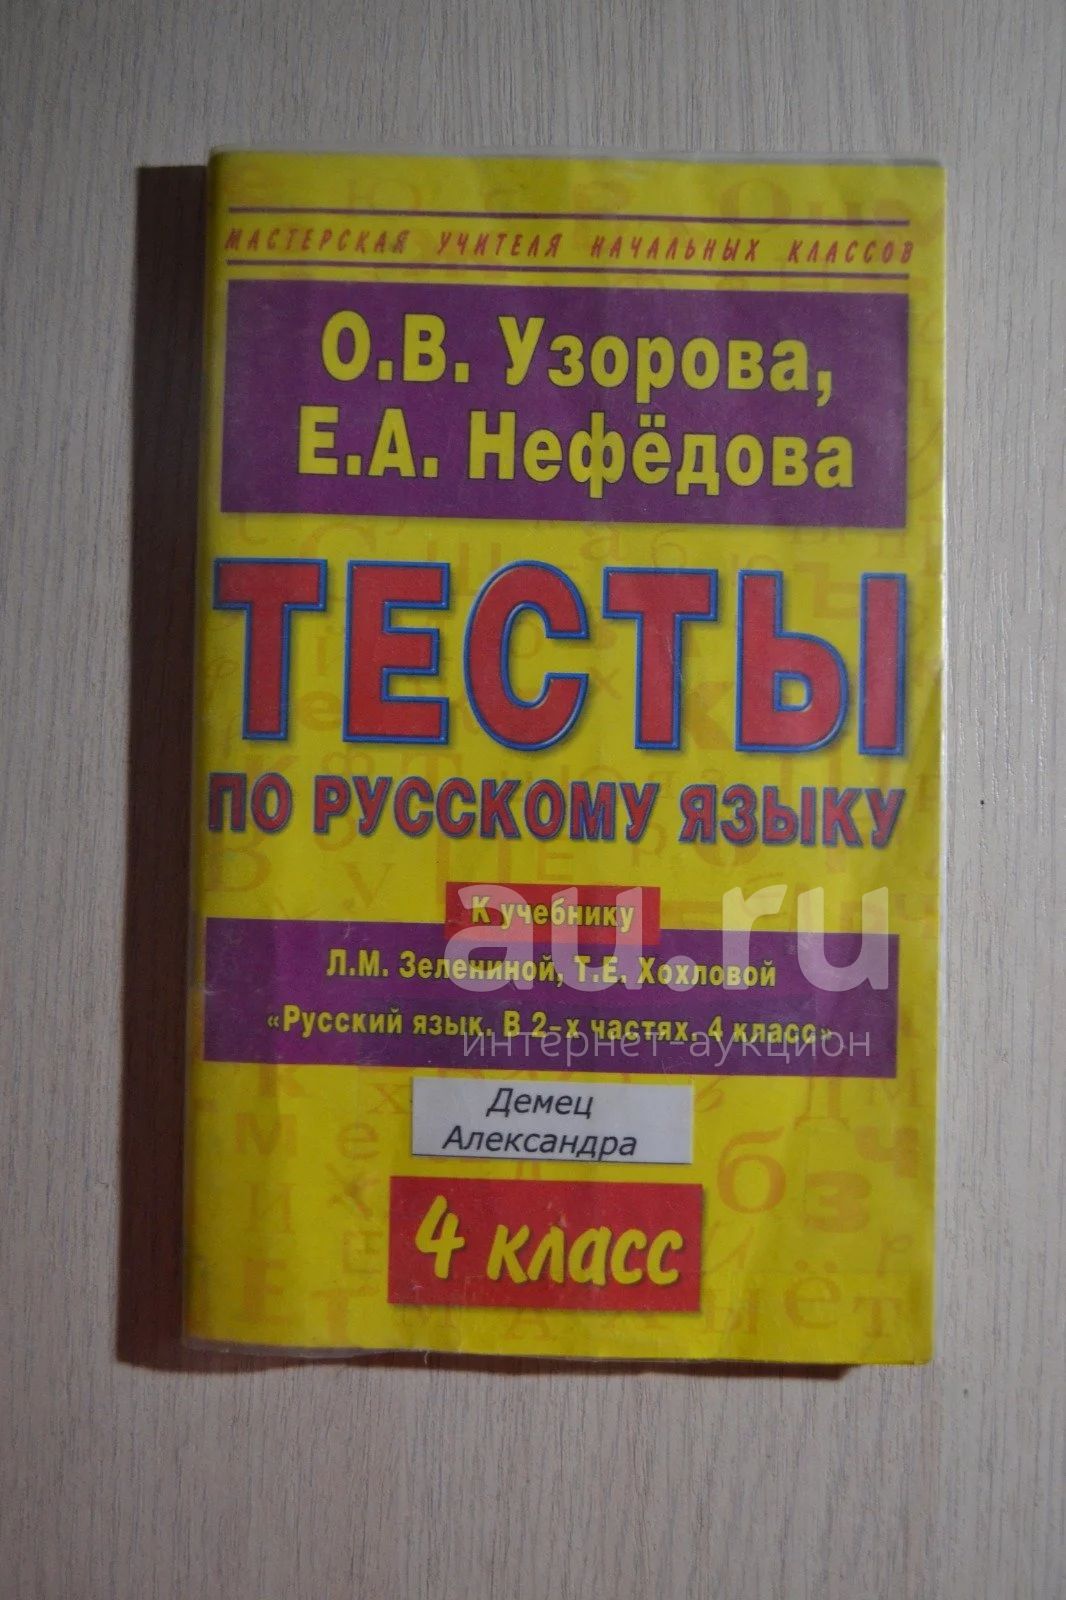 МАСТЕРСКАЯ УЧИТЕЛЯ НАЧАЛЬНЫХ КЛАССОВ
О.В. Узорова,
Е.А. Нефёдова
ТЕСТЫ
ПО РУССКОМУ ЯЗЫКУ
К учебнику
Л.М. Зелениной, Т.Е. Хохловой
«Русский язык. В 2-х частях. 4 класс»
au.ru
интернет-аукцион
Демец
Александра
4 класс